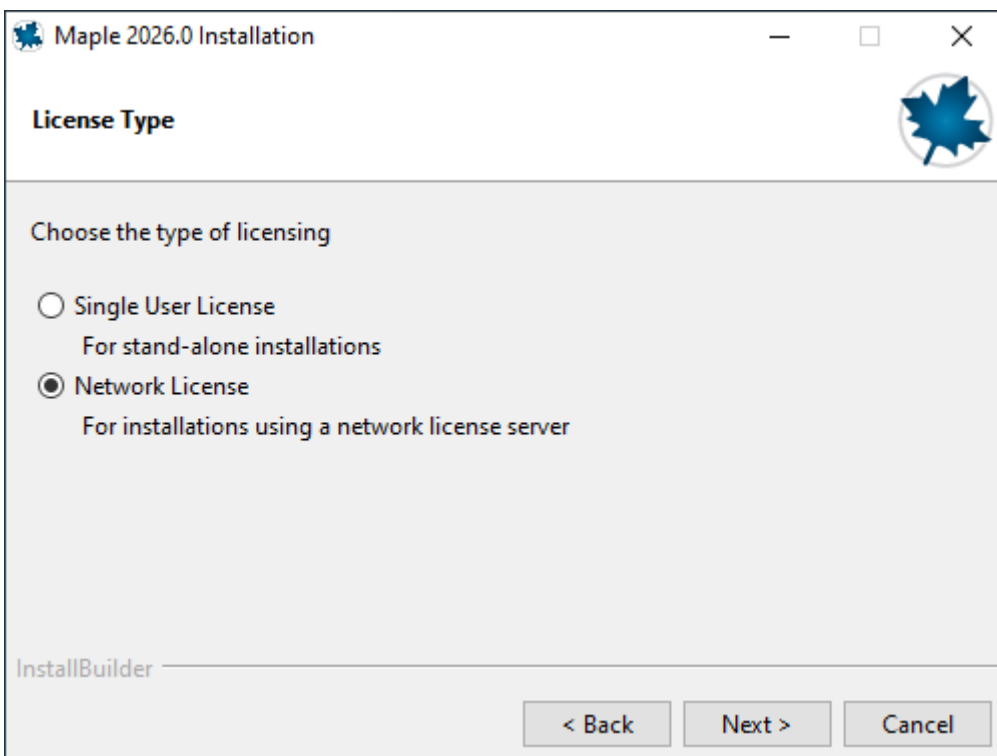 Maple 2026.0 Installation
License Type
Choose the type of licensing
Single User License
For stand-alone installations
Network License
For installations using a network license server
InstallBuilder
< Back
Next >
Cancel